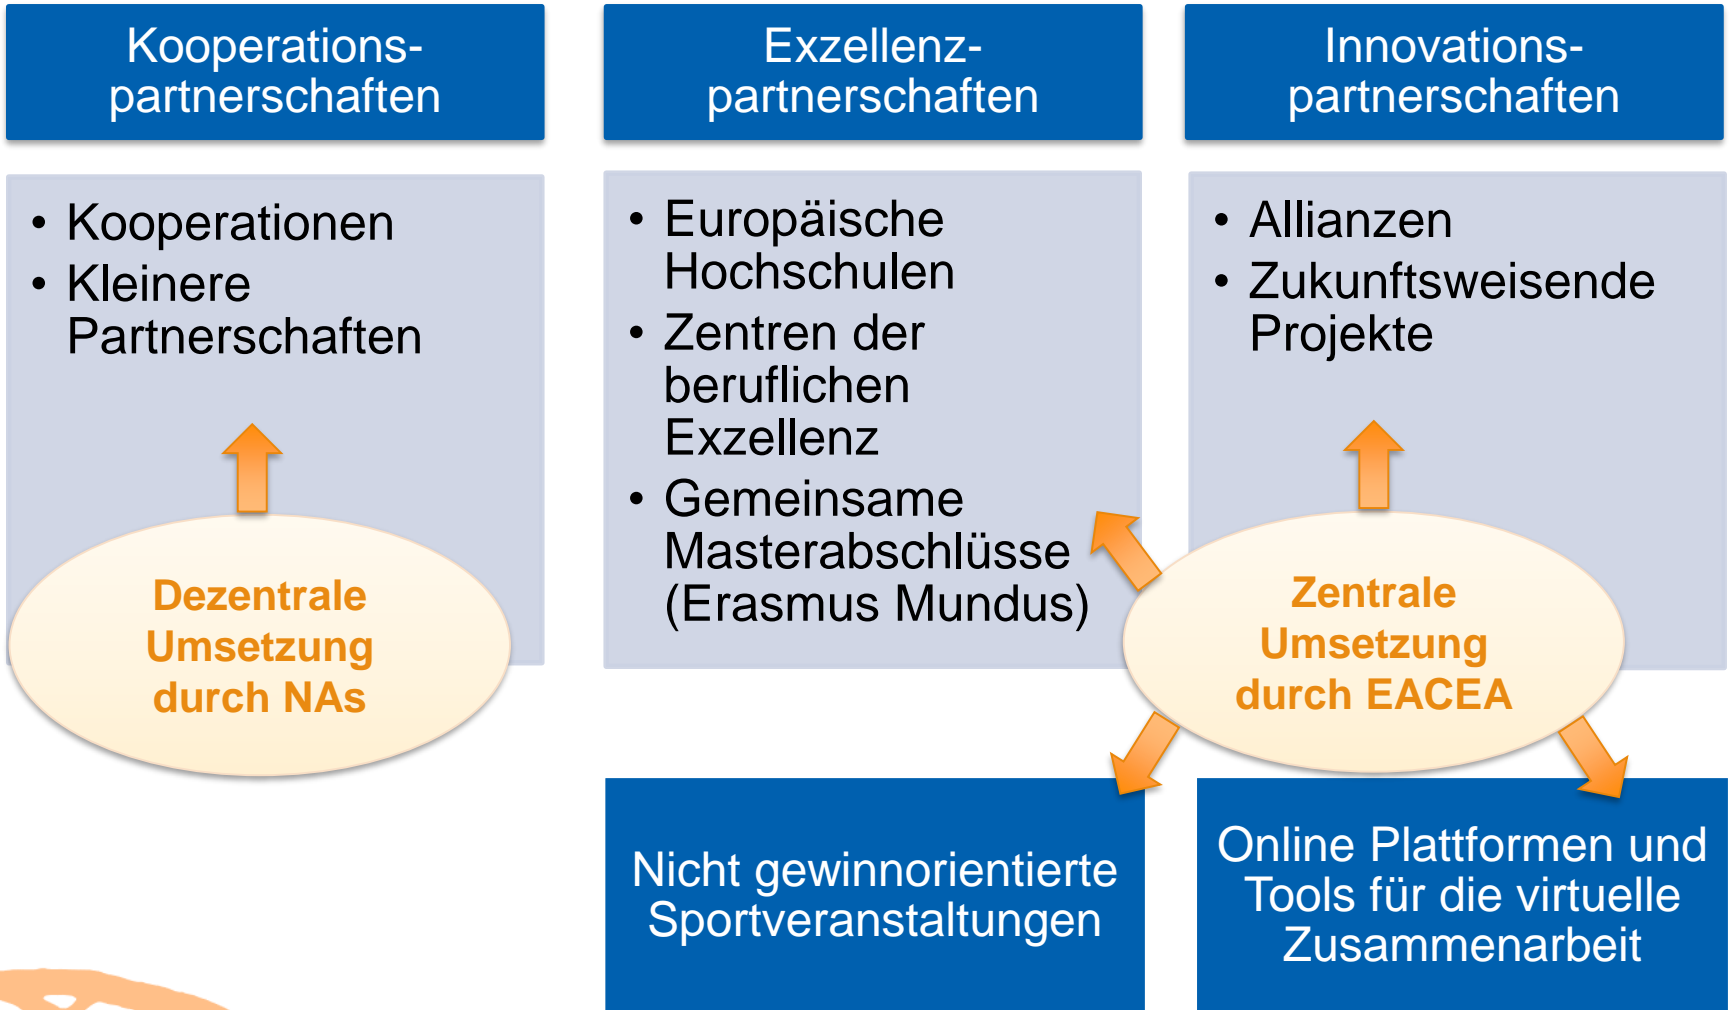 Kooperations-
partnerschaften
Exzellenz-
partnerschaften
Innovations-
partnerschaften
• Kooperationen
• Kleinere
Partnerschaften
• Europäische
Hochschulen
• Zentren der
beruflichen
Exzellenz
• Gemeinsame
Masterabschlüsse
(Erasmus Mundus)
• Allianzen
• Zukunftsweisende
Projekte
Dezentrale
Umsetzung
durch NAs
Zentrale
Umsetzung
durch EACEA
Nicht gewinnorientierte
Sportveranstaltungen
Online Plattformen und
Tools für die virtuelle
Zusammenarbeit